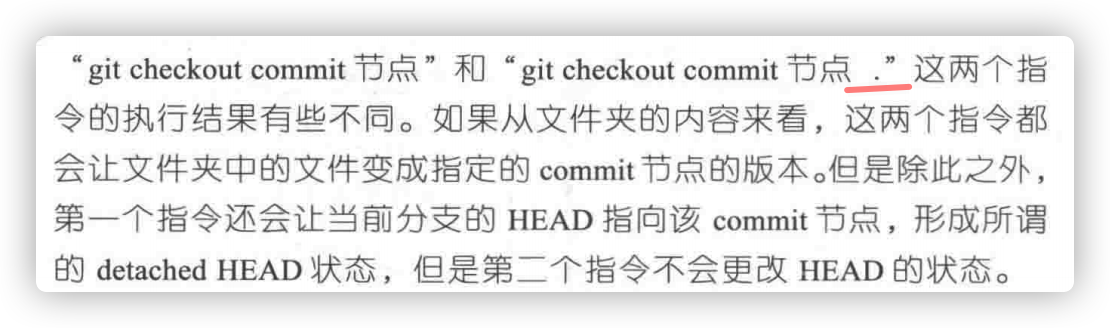 “git checkout commit 节点”和“git checkout commit 节点 .”这两个指
令的执行结果有些不同。如果从文件夹的内容来看，这两个指令都
会让文件夹中的文件变成指定的 commit 节点的版本。但是除此之外，
第一个指令还会让当前分支的 HEAD 指向该 commit 节点，形成所谓
的 detached HEAD 状态，但是第二个指令不会更改 HEAD 的状态。